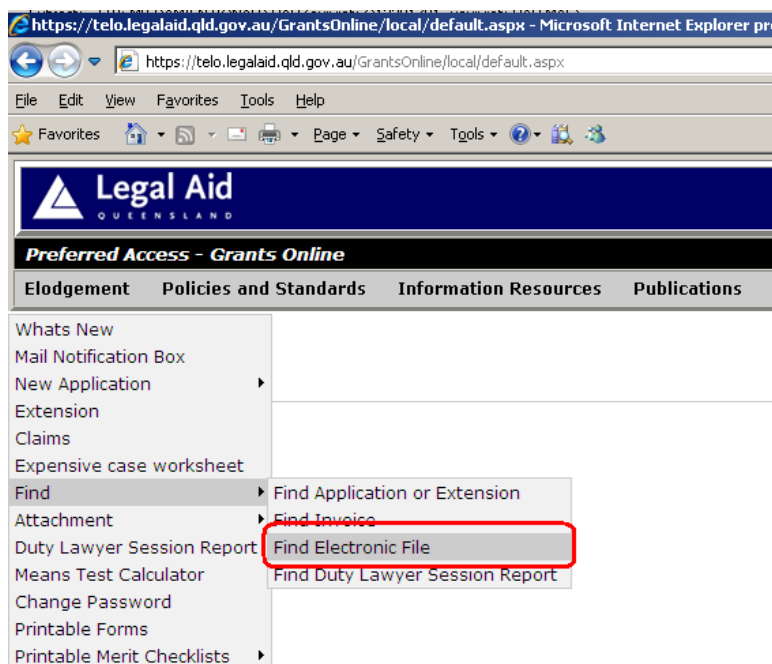 https://telo.legalaid.qld.gov.au/GrantsOnline/local/default.aspx - Microsoft Internet Explorer pr
https://telo.legalaid.qld.gov.au/GrantsOnline/local/default.aspx
File Edit View Favorites Tools Help
Favorites Page Safety Tools
Legal Aid
QUEENSLAND
Preferred Access - Grants Online
Elodgement Policies and Standards Information Resources Publications
Whats New
Mail Notification Box
New Application
Extension
Claims
Expensive case worksheet
Find Find Application or Extension
Attachment Find Invoice
Duty Lawyer Session Report Find Electronic File
Means Test Calculator Find Duty Lawyer Session Report
Change Password
Printable Forms
Printable Merit Checklists